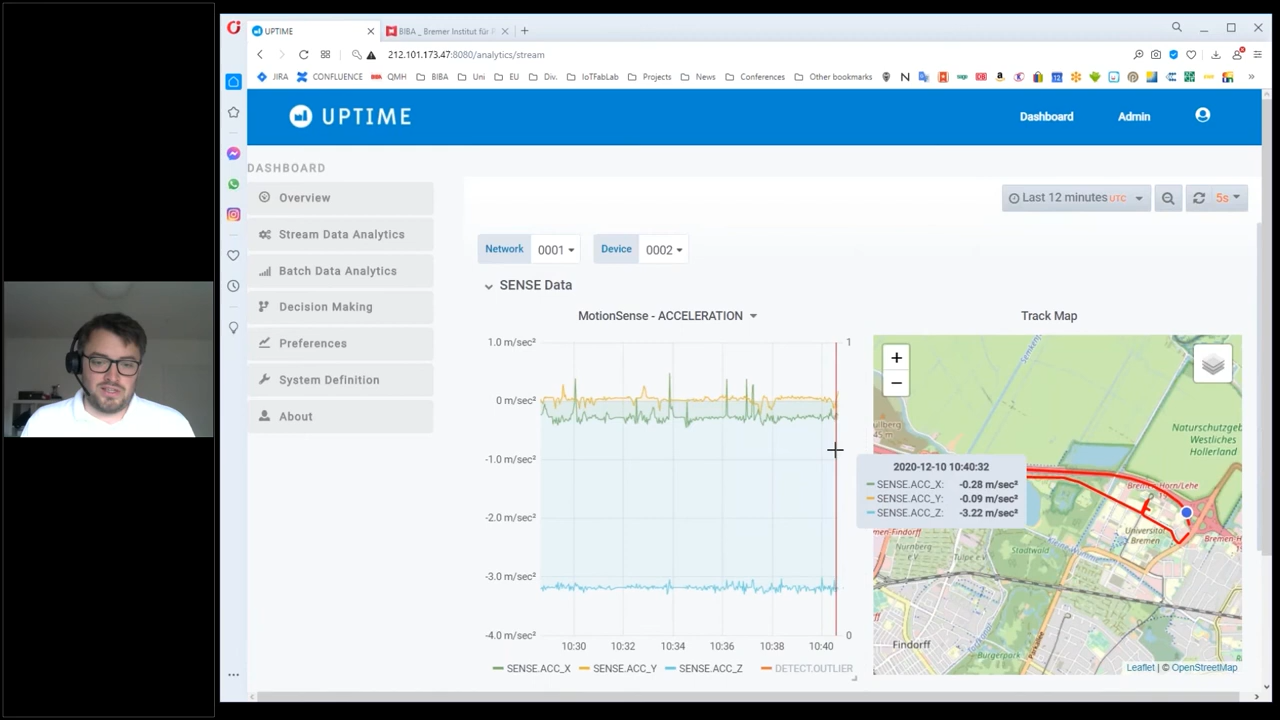 UPTIME
BIBA _ Bremer Institut für P
212.101.173.47:8080/analytics/stream
JIRA
CONFLUENCE
QMH
BIBA
Uni
EU
Div.
IoTFabLab
Projects
News
Conferences
Other bookmarks
UPTIME
Dashboard
Admin
DASHBOARD
Overview
Stream Data Analytics
Batch Data Analytics
Decision Making
Preferences
System Definition
About
Last 12 minutes UTC
5s
Network 0001
Device 0002
SENSE Data
MotionSense - ACCELERATION
1.0 m/sec²
0 m/sec²
-1.0 m/sec²
-2.0 m/sec²
-3.0 m/sec²
-4.0 m/sec²
1
0
10:30 10:32 10:34 10:36 10:38 10:40
SENSE.ACC_X SENSE.ACC_Y SENSE.ACC_Z DETECT.OUTLIER
2020-12-10 10:40:32
SENSE.ACC_X: -0.28 m/sec²
SENSE.ACC_Y: -0.09 m/sec²
SENSE.ACC_Z: -3.22 m/sec²
Track Map
+
−
Naturschutzgeb
Westliches
Hollerland
Bremen-Horn/Lehe
Universität
Bremen
Stadtwald
Findorff
Bürgerpark
Leaflet | © OpenStreetMap